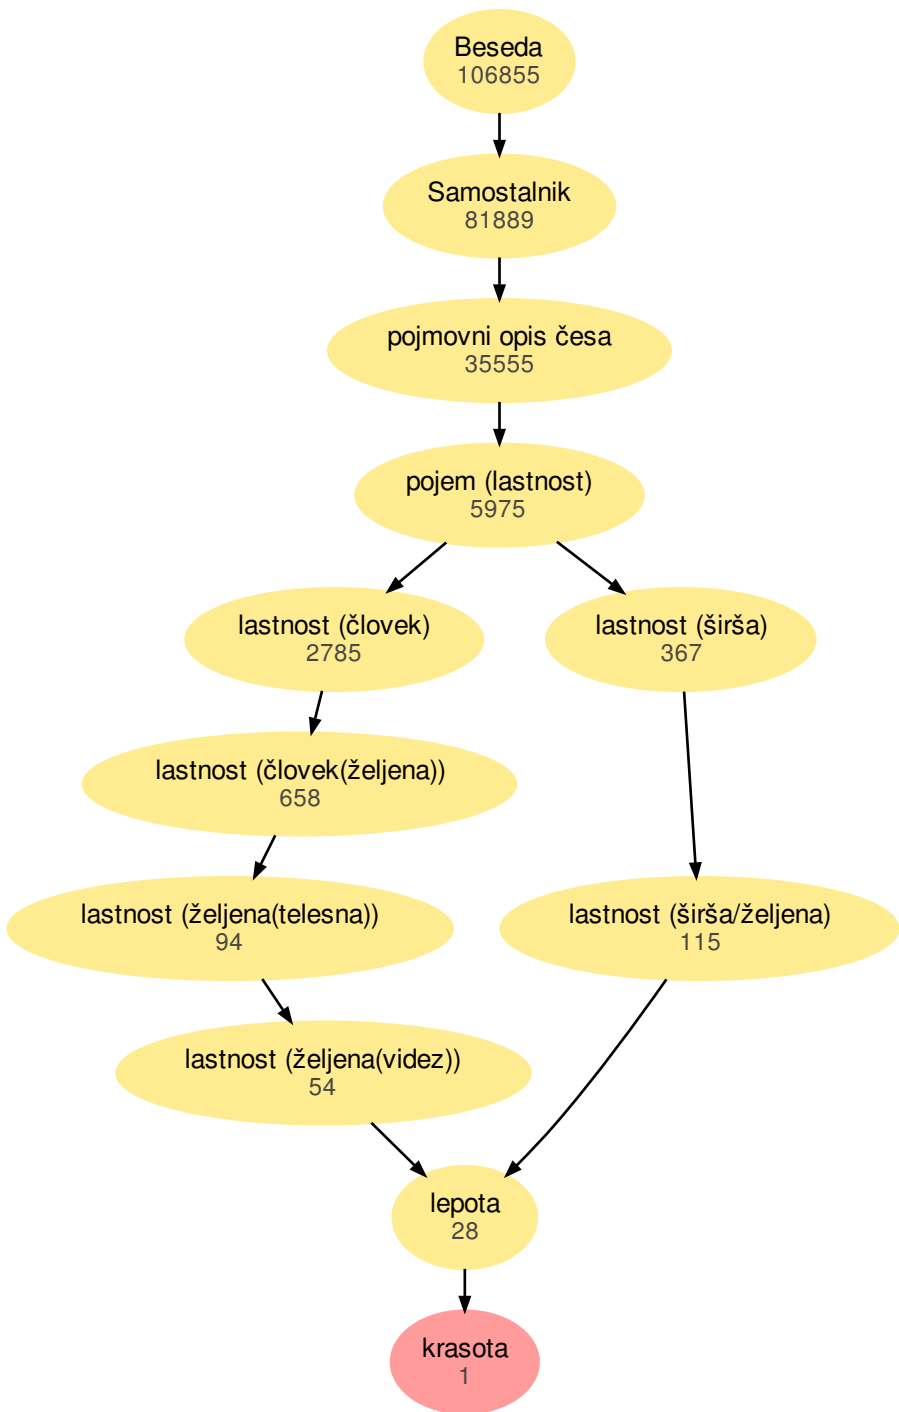 Beseda
106855
Samostalnik
81889
pojmovni opis česa
35555
pojem (lastnost)
5975
lastnost (človek)
2785
lastnost (širša)
367
lastnost (človek(željena))
658
lastnost (željena(telesna))
94
lastnost (širša/željena)
115
lastnost (željena(videz))
54
lepota
28
krasota
1